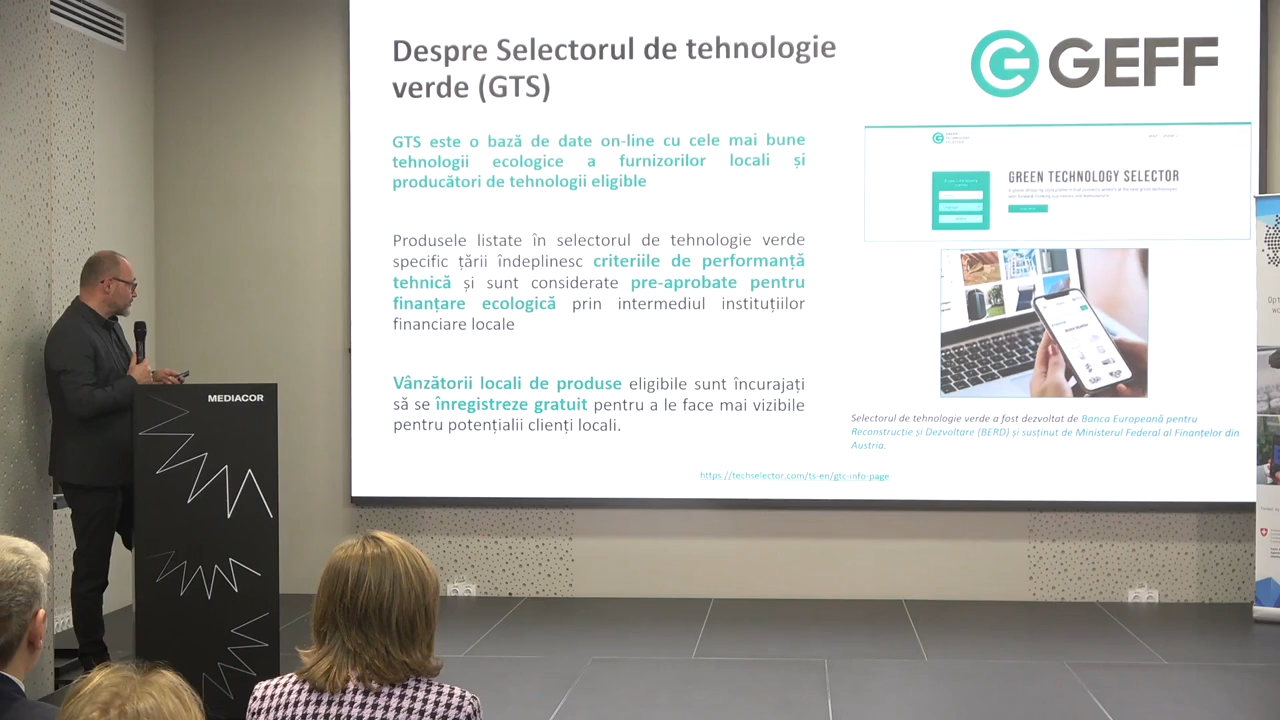 Despre Selectorul de tehnologie
verde (GTS)
GEFF
GTS este o bază de date on-line cu cele mai bune
tehnologii ecologice a furnizorilor locali și
producători de tehnologii eligible
GREEN TECHNOLOGY SELECTOR
Produsele listate în selectorul de tehnologie verde
specific țării îndeplinesc criteriile de performanță
tehnică și sunt considerate pre-aprobate pentru
finanțare ecologică prin intermediul instituțiilor
financiare locale
Vânzătorii locali de produse eligibile sunt încurajați
să se înregistreze gratuit pentru a le face mai vizibile
pentru potențialii clienți locali.
Selectorul de tehnologie verde a fost dezvoltat de Banca Europeană pentru
Reconstrucție și Dezvoltare (BERD) și susținut de Ministerul Federal al Finanțelor din
Austria.
https://techselector.com/ts-en/gtc-info-page
MEDIACOR